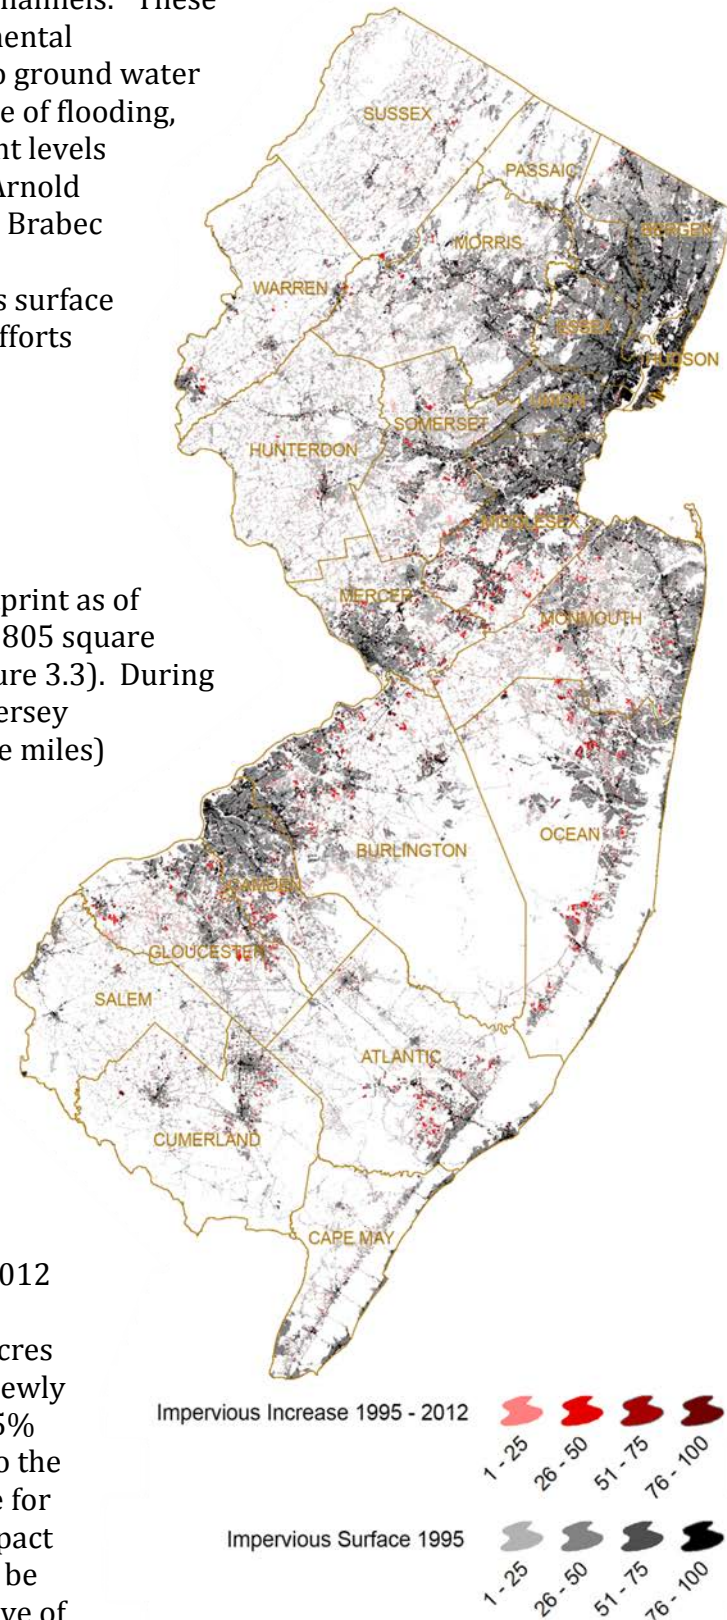 hannels. These
mental
o ground water
e of flooding,
nt levels
Arnold
Brabec
s surface
fforts
print as of
805 square
ure 3.3). During
ersey
e miles)
012
cres
ewly
5%
o the
e for
pact
be
ve of
SUSSEX
PASSAIC
BERGEN
MORRIS
WARREN
ESSEX
HUDSON
UNION
SOMERSET
HUNTERDON
MIDDLESEX
MERCER
MONMOUTH
OCEAN
BURLINGTON
CAMDEN
GLOUCESTER
SALEM
ATLANTIC
CUMERLAND
CAPE MAY
Impervious Increase 1995 - 2012
1 - 25
26 - 50
51 - 75
76 - 100
Impervious Surface 1995
1 - 25
26 - 50
51 - 75
76 - 100